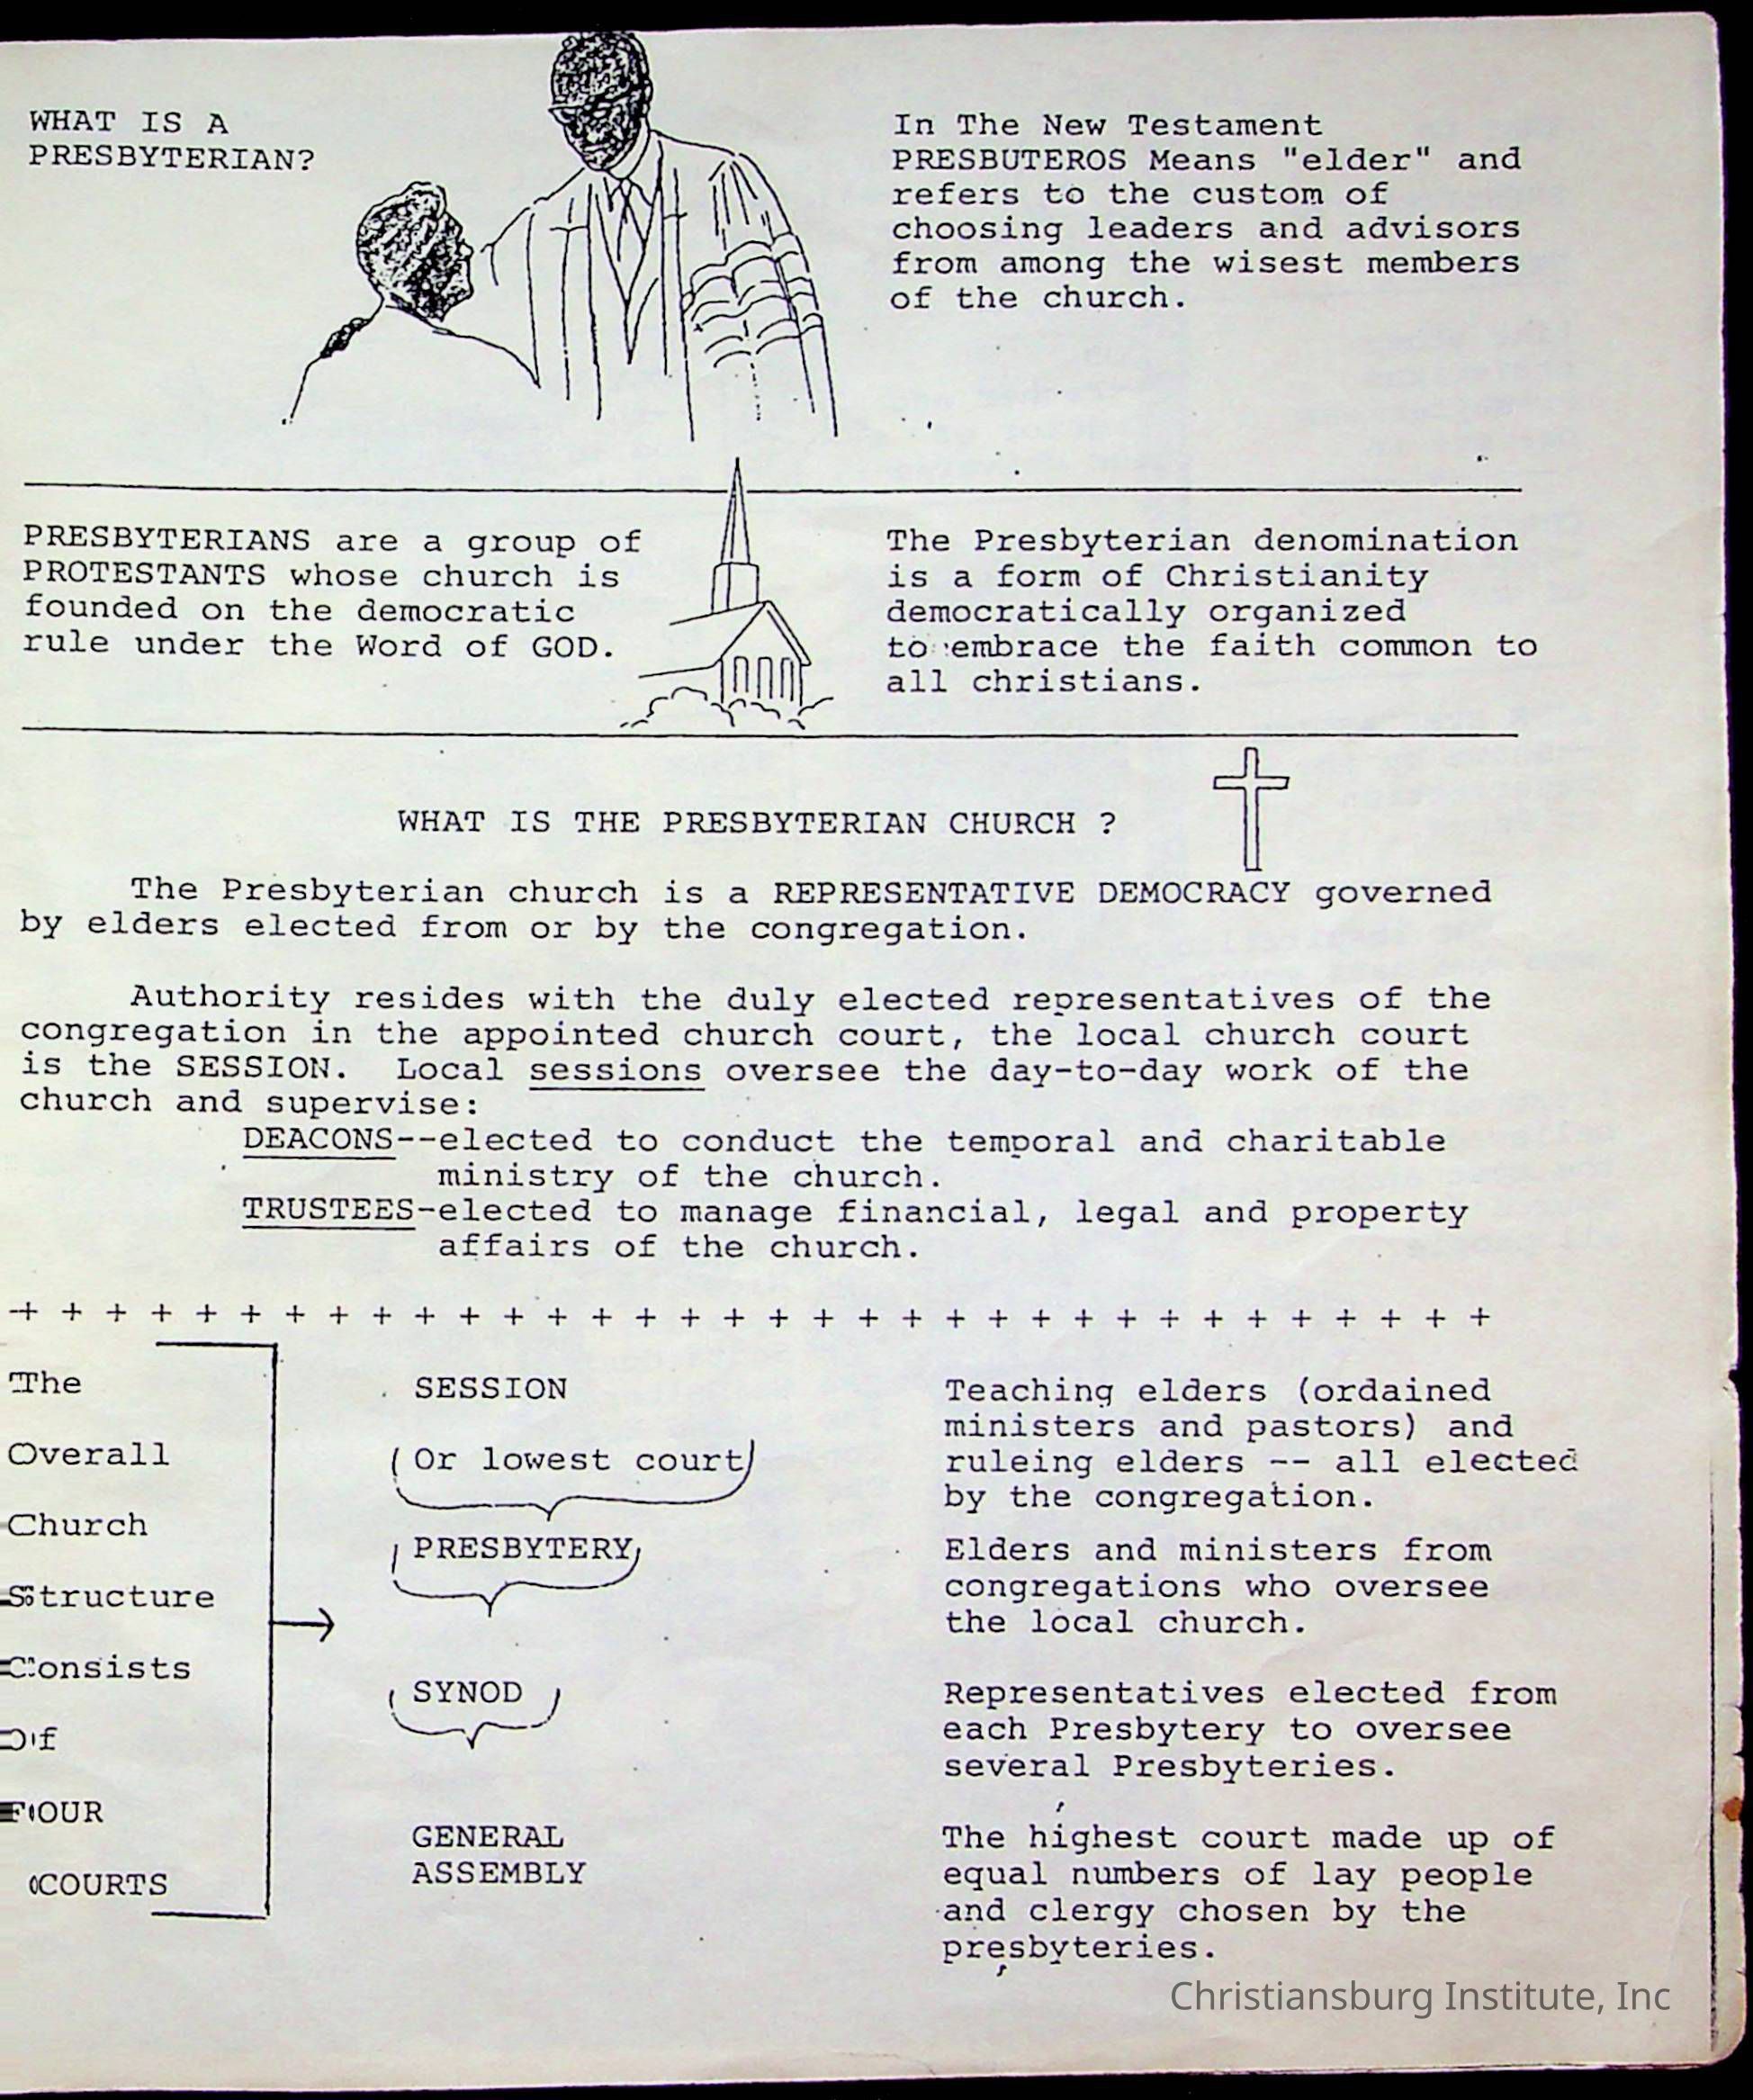 WHAT IS A
PRESBYTERIAN?
In The New Testament
PRESBUTEROS Means "elder" and
refers to the custom of
choosing leaders and advisors
from among the wisest members
of the church.
PRESBYTERIANS are a group of
PROTESTANTS whose church is
founded on the democratic
rule under the Word of GOD.
The Presbyterian denomination
is a form of Christianity
democratically organized
to embrace the faith common to
all christians.
WHAT IS THE PRESBYTERIAN CHURCH ?
The Presbyterian church is a REPRESENTATIVE DEMOCRACY governed
by elders elected from or by the congregation.
Authority resides with the duly elected representatives of the
congregation in the appointed church court, the local church court
is the SESSION. Local sessions oversee the day-to-day work of the
church and supervise:
DEACONS--elected to conduct the temporal and charitable
ministry of the church.
TRUSTEES-elected to manage financial, legal and property
affairs of the church.
+ + + + + + + + + + + + + + + + + + + + + + + + + + + + + + + + + +
The
Overall
Church
Structure
Consists
Of
FOUR
COURTS
SESSION
(Or lowest court)
PRESBYTERY
SYNOD
GENERAL
ASSEMBLY
Teaching elders (ordained
ministers and pastors) and
ruleing elders -- all elected
by the congregation.
Elders and ministers from
congregations who oversee
the local church.
Representatives elected from
each Presbytery to oversee
several Presbyteries.
The highest court made up of
equal numbers of lay people
and clergy chosen by the
presbyteries.
Christiansburg Institute, Inc